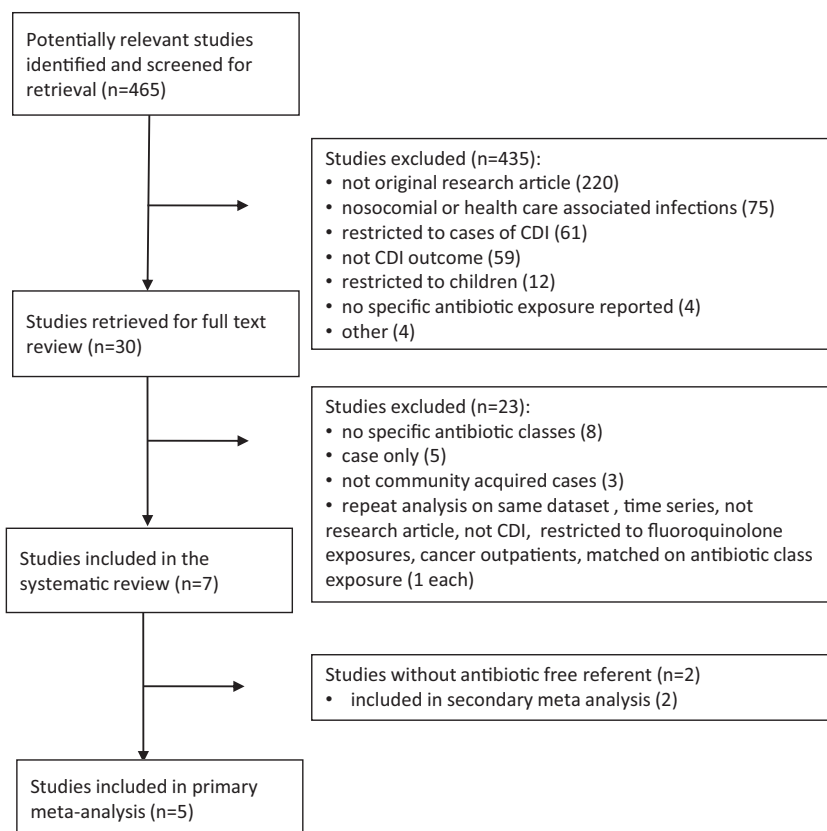 Potentially relevant studies
identified and screened for
retrieval (n=465)
Studies excluded (n=435):
• not original research article (220)
• nosocomial or health care associated infections (75)
• restricted to cases of CDI (61)
• not CDI outcome (59)
• restricted to children (12)
• no specific antibiotic exposure reported (4)
• other (4)
Studies retrieved for full text
review (n=30)
Studies excluded (n=23):
• no specific antibiotic classes (8)
• case only (5)
• not community acquired cases (3)
• repeat analysis on same dataset , time series, not
research article, not CDI, restricted to fluoroquinolone
exposures, cancer outpatients, matched on antibiotic class
exposure (1 each)
Studies included in the
systematic review (n=7)
Studies without antibiotic free referent (n=2)
• included in secondary meta analysis (2)
Studies included in primary
meta-analysis (n=5)